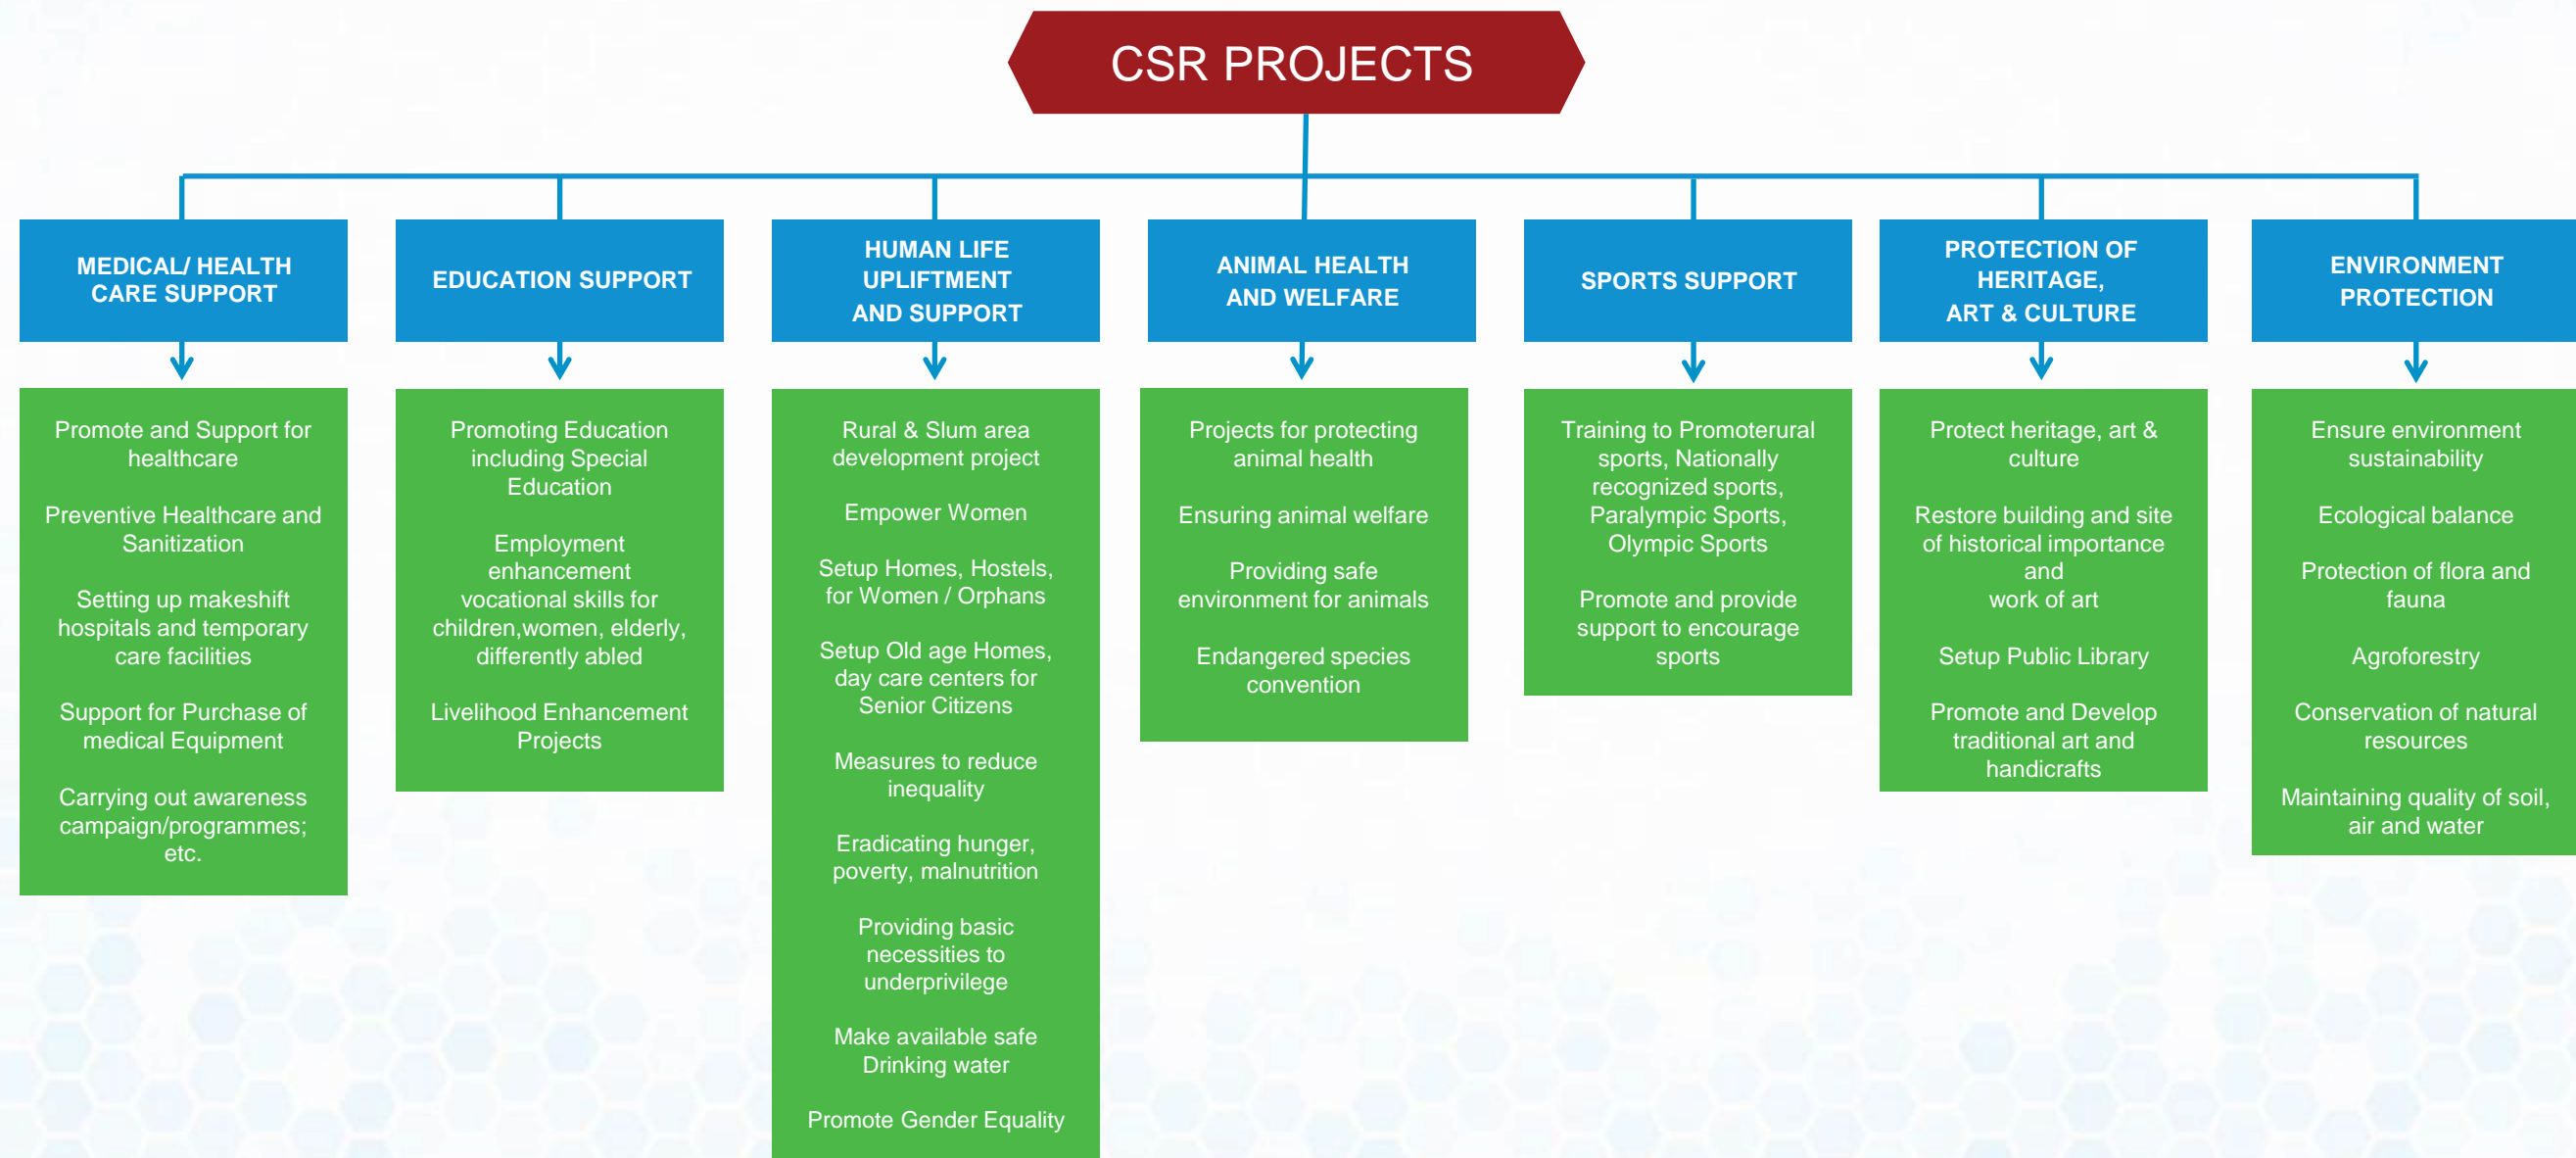 CSR PROJECTS
MEDICAL/ HEALTH
CARE SUPPORT
Promote and Support for
healthcare
Preventive Healthcare and
Sanitization
Setting up makeshift
hospitals and temporary
care facilities
Support for Purchase of
medical Equipment
Carrying out awareness
campaign/programmes;
etc.
EDUCATION SUPPORT
Promoting Education
including Special
Education
Employment
enhancement
vocational skills for
children,women, elderly,
differently abled
Livelihood Enhancement
Projects
HUMAN LIFE
UPLIFTMENT
AND SUPPORT
Rural & Slum area
development project
Empower Women
Setup Homes, Hostels,
for Women / Orphans
Setup Old age Homes,
day care centers for
Senior Citizens
Measures to reduce
inequality
Eradicating hunger,
poverty, malnutrition
Providing basic
necessities to
underprivilege
Make available safe
Drinking water
Promote Gender Equality
ANIMAL HEALTH
AND WELFARE
Projects for protecting
animal health
Ensuring animal welfare
Providing safe
environment for animals
Endangered species
convention
SPORTS SUPPORT
Training to Promoterural
sports, Nationally
recognized sports,
Paralympic Sports,
Olympic Sports
Promote and provide
support to encourage
sports
PROTECTION OF
HERITAGE,
ART & CULTURE
Protect heritage, art &
culture
Restore building and site
of historical importance
and
work of art
Setup Public Library
Promote and Develop
traditional art and
handicrafts
ENVIRONMENT
PROTECTION
Ensure environment
sustainability
Ecological balance
Protection of flora and
fauna
Agroforestry
Conservation of natural
resources
Maintaining quality of soil,
air and water